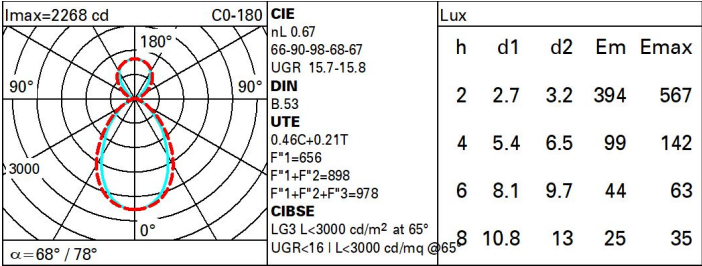 Imax=2268 cd C0-180
180°
90° 90°
3000
0°
α=68° / 78°
CIE
nL 0.67
66-90-98-68-67
UGR 15.7-15.8
DIN
B.53
UTE
0.46C+0.21T
F"1=656
F"1+F"2=898
F"1+F"2+F"3=978
CIBSE
LG3 L<3000 cd/m² at 65°
UGR<16 | L<3000 cd/mq @65°
Lux
h d1 d2 Em Emax
2 2.7 3.2 394 567
4 5.4 6.5 99 142
6 8.1 9.7 44 63
8 10.8 13 25 35